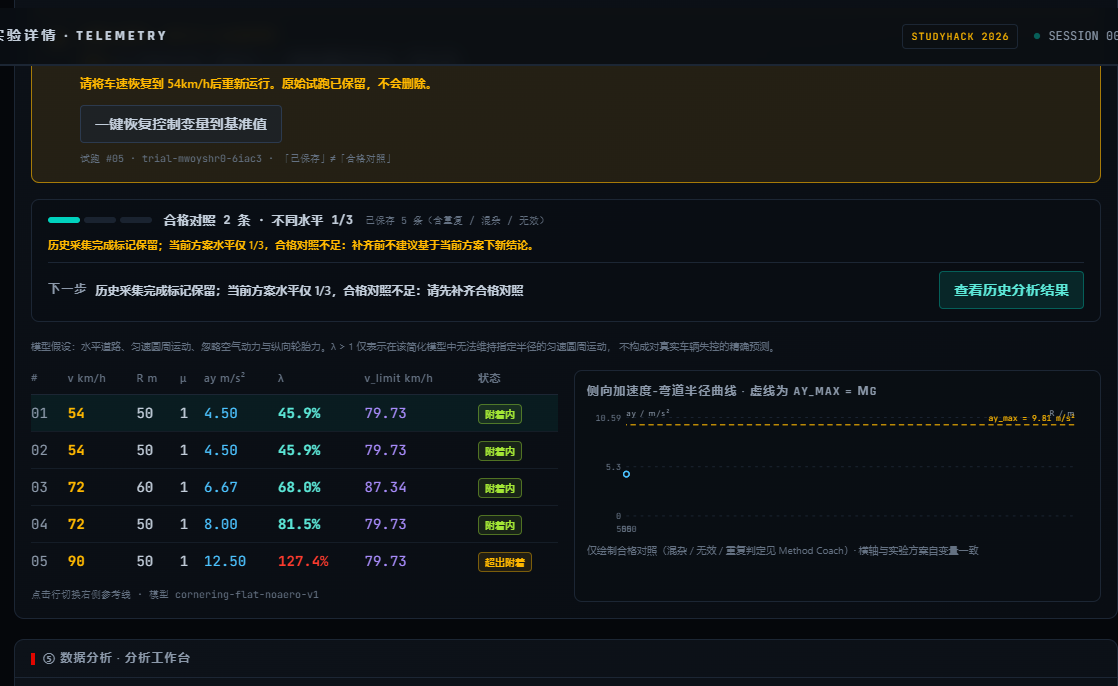 实验详情 · TELEMETRY
STUDYHACK 2026
SESSION 00
请将车速恢复到 54km/h后重新运行。原始试跑已保留，不会删除。
一键恢复控制变量到基准值
试跑 #05 · trial-mwoyshr0-6iac3 · 「已保存」≠「合格对照」
合格对照 2 条 · 不同水平 1/3 已保存 5 条（含重复 / 混杂 / 无效）
历史采集完成标记保留；当前方案水平仅 1/3，合格对照不足：补齐前不建议基于当前方案下新结论。
下一步 历史采集完成标记保留；当前方案水平仅 1/3，合格对照不足：请先补齐合格对照
查看历史分析结果
模型假设：水平道路、匀速圆周运动、忽略空气动力与纵向轮胎力。λ > 1 仅表示在该简化模型中无法维持指定半径的匀速圆周运动， 不构成对真实车辆失控的精确预测。
# v km/h R m μ ay m/s² λ v_limit km/h 状态
01 54 50 1 4.50 45.9% 79.73 附着内
02 54 50 1 4.50 45.9% 79.73 附着内
03 72 60 1 6.67 68.0% 87.34 附着内
04 72 50 1 8.00 81.5% 79.73 附着内
05 90 50 1 12.50 127.4% 79.73 超出附着
点击行切换右侧参考线 · 模型 cornering-flat-noaero-v1
侧向加速度-弯道半径曲线 · 虚线为 AY_MAX = ΜG
ay / m/s²
R / m
10.59
ay_max = 9.81 m/s²
5.3
0
仅绘制合格对照（混杂 / 无效 / 重复判定见 Method Coach）· 横轴与实验方案自变量一致
⑤ 数据分析 · 分析工作台